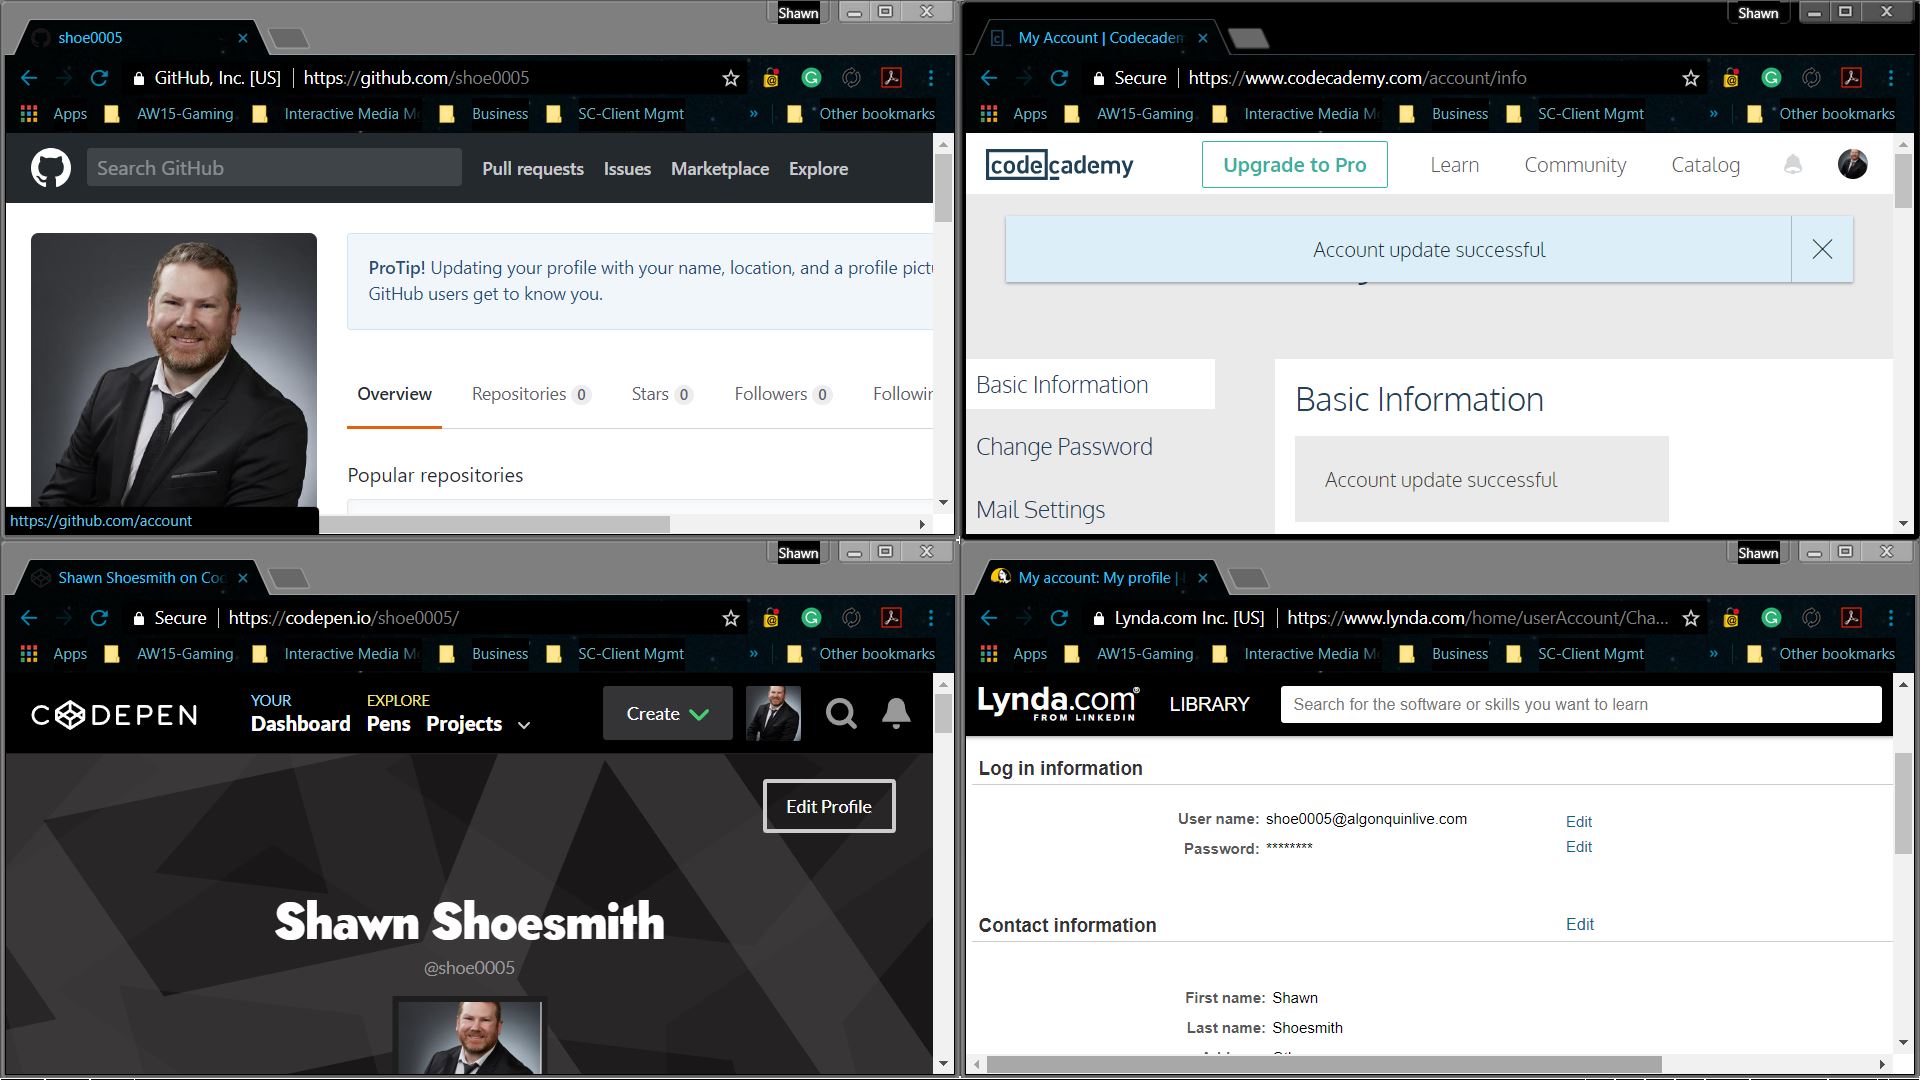 Shawn
shoe0005
GitHub, Inc. [US] https://github.com/shoe0005
Apps AW15-Gaming Interactive Media M Business SC-Client Mgmt » Other bookmarks
Search GitHub Pull requests Issues Marketplace Explore
ProTip! Updating your profile with your name, location, and a profile pictu
GitHub users get to know you.
Overview Repositories 0 Stars 0 Followers 0 Followin
Popular repositories
https://github.com/account
Shawn
My Account | Codecadem
Secure https://www.codecademy.com/account/info
Apps AW15-Gaming Interactive Media M Business SC-Client Mgmt » Other bookmarks
codecademy Upgrade to Pro Learn Community Catalog
Account update successful
Basic Information
Change Password
Mail Settings
Basic Information
Account update successful
Shawn
Shawn Shoesmith on Cod
Secure https://codepen.io/shoe0005/
Apps AW15-Gaming Interactive Media M Business SC-Client Mgmt » Other bookmarks
CODEPEN YOUR Dashboard EXPLORE Pens Projects Create
Edit Profile
Shawn Shoesmith
@shoe0005
Shawn
My account: My profile |
Lynda.com Inc. [US] https://www.lynda.com/home/userAccount/Cha...
Apps AW15-Gaming Interactive Media M Business SC-Client Mgmt » Other bookmarks
Lynda.com® LIBRARY Search for the software or skills you want to learn
FROM LINKEDIN
Log in information
User name: shoe0005@algonquinlive.com Edit
Password: ******** Edit
Contact information Edit
First name: Shawn
Last name: Shoesmith